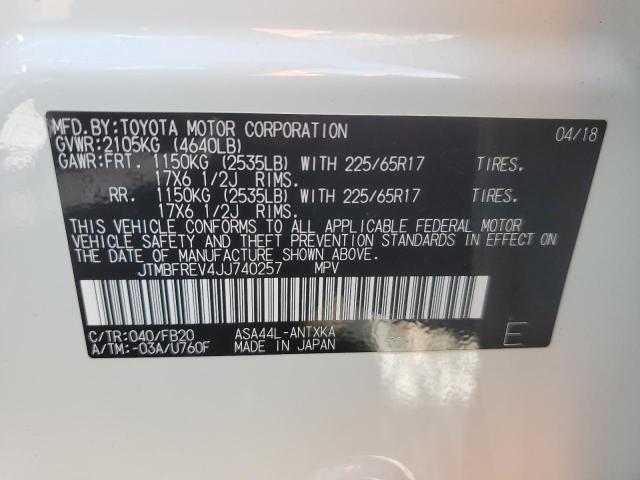 MFD.BY:TOYOTA MOTOR CORPORATION 04/18
GVWR:2105KG (4640LB)
GAWR:FRT. 1150KG (2535LB) WITH 225/65R17 TIRES.
17X6 1/2J RIMS.
RR. 1150KG (2535LB) WITH 225/65R17 TIRES.
17X6 1/2J RIMS.
THIS VEHICLE CONFORMS TO ALL APPLICABLE FEDERAL MOTOR
VEHICLE SAFETY AND THEFT PREVENTION STANDARDS IN EFFECT ON
THE DATE OF MANUFACTURE SHOWN ABOVE.
JTMBFREV4JJ740257 MPV
C/TR:040/FB20 ASA44L-ANTXKA
A/TM:-03A/U760F MADE IN JAPAN E